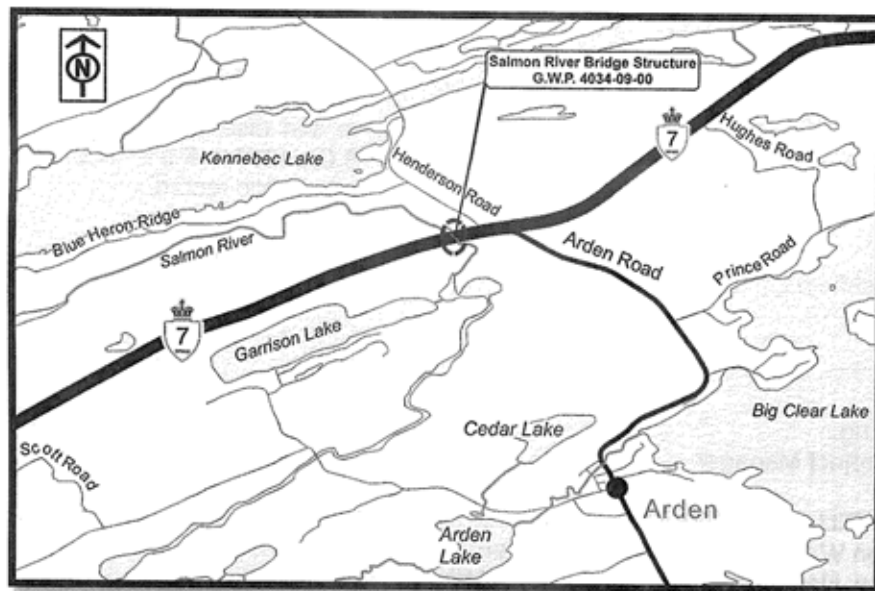 N
Salmon River Bridge Structure
G.W.P. 4034-09-00
7
Hughes Road
Kennebec Lake
Henderson Road
Blue Heron Ridge
Salmon River
Arden Road
Prince Road
7
Garrison Lake
Big Clear Lake
Cedar Lake
Scott Road
Arden
Arden
Lake